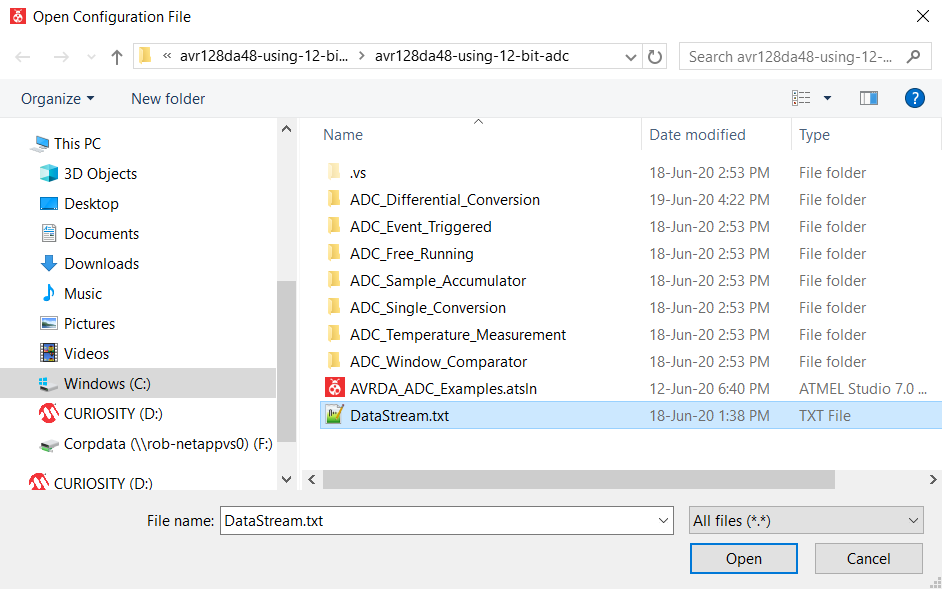 Open Configuration File
« avr128da48-using-12-bi... > avr128da48-using-12-bit-adc
Search avr128da48-using-12-...
Organize New folder
?
Name Date modified Type
This PC
3D Objects
Desktop
Documents
Downloads
Music
Pictures
Videos
Windows (C:)
CURIOSITY (D:)
Corpdata (\\rob-netappvs0) (F:)
CURIOSITY (D:)
.vs 18-Jun-20 2:53 PM File folder
ADC_Differential_Conversion 19-Jun-20 4:22 PM File folder
ADC_Event_Triggered 18-Jun-20 2:53 PM File folder
ADC_Free_Running 18-Jun-20 2:53 PM File folder
ADC_Sample_Accumulator 18-Jun-20 2:53 PM File folder
ADC_Single_Conversion 18-Jun-20 2:53 PM File folder
ADC_Temperature_Measurement 18-Jun-20 2:53 PM File folder
ADC_Window_Comparator 18-Jun-20 2:53 PM File folder
AVRDA_ADC_Examples.atsln 12-Jun-20 6:40 PM ATMEL Studio 7.0 ...
DataStream.txt 18-Jun-20 1:38 PM TXT File
File name: DataStream.txt All files (*.*)
Open Cancel